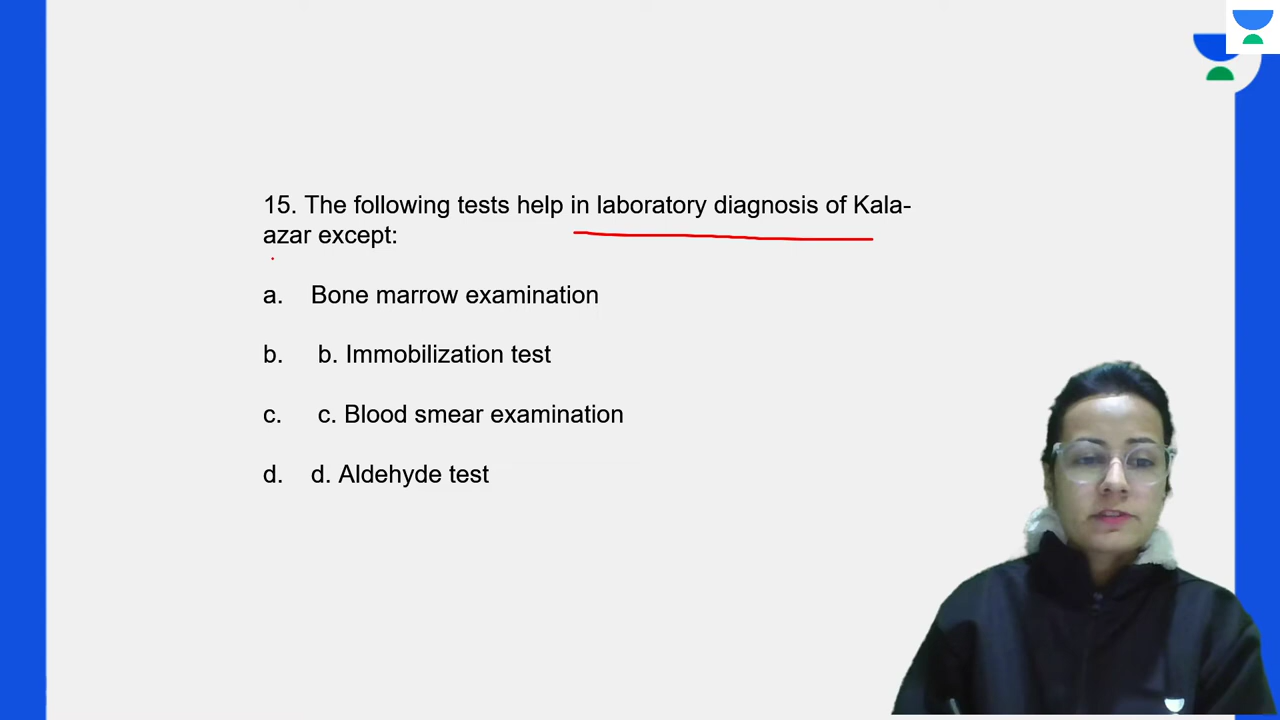 15. The following tests help in laboratory diagnosis of Kala-
azar except:
a. Bone marrow examination
b. b. Immobilization test
c. c. Blood smear examination
d. d. Aldehyde test